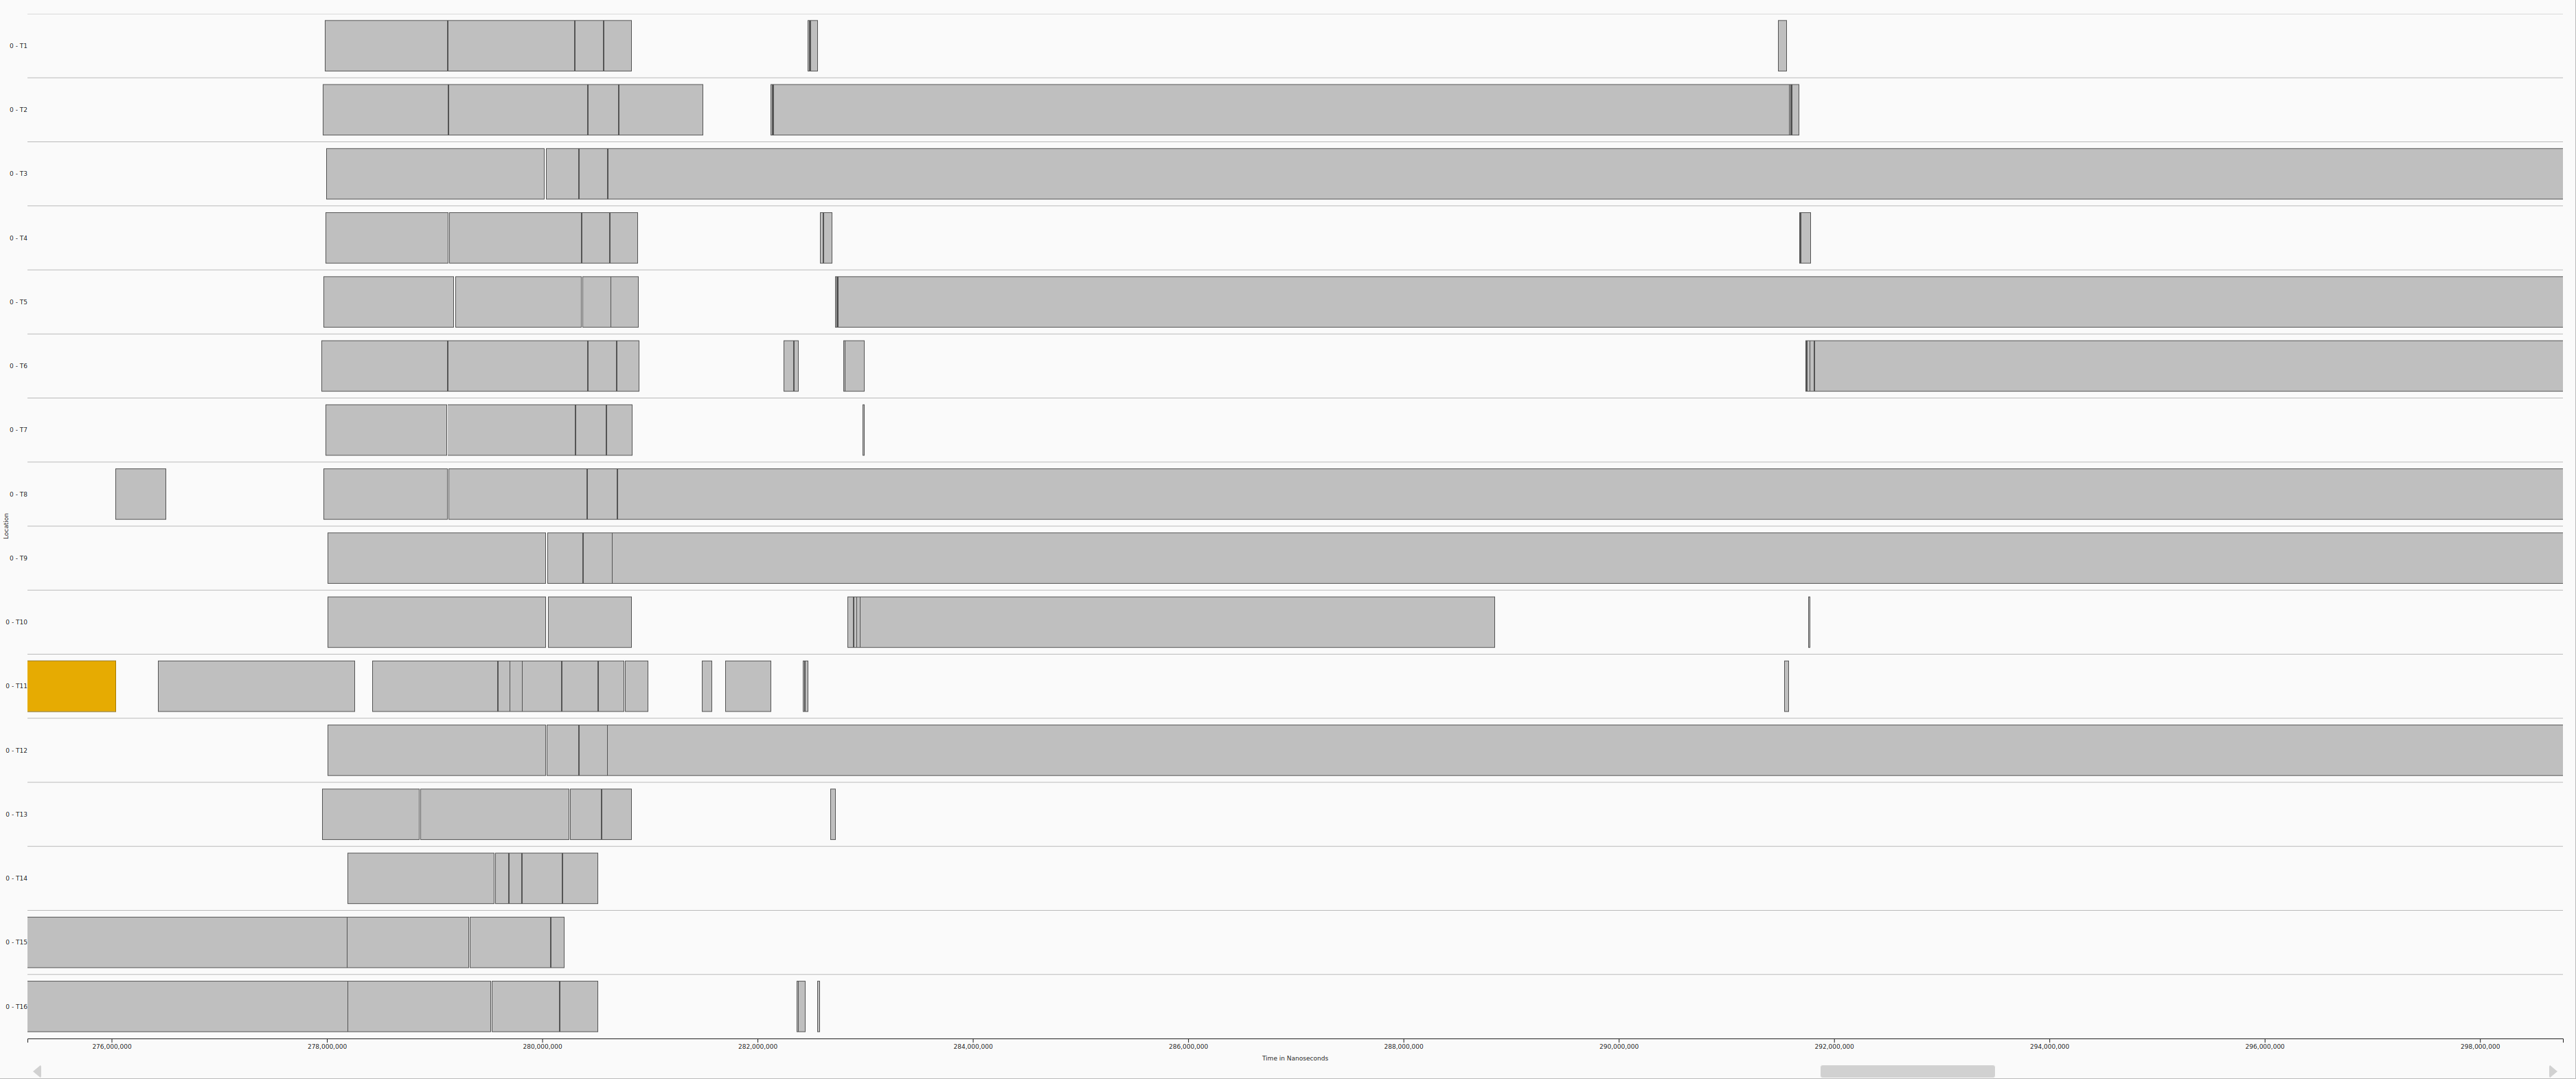 0 - T1
0 - T2
0 - T3
0 - T4
0 - T5
0 - T6
0 - T7
0 - T8
Location
0 - T9
0 - T10
0 - T11
0 - T12
0 - T13
0 - T14
0 - T15
0 - T16
276,000,000 278,000,000 280,000,000 282,000,000 284,000,000 286,000,000 288,000,000 290,000,000 292,000,000 294,000,000 296,000,000 298,000,000
Time in Nanoseconds